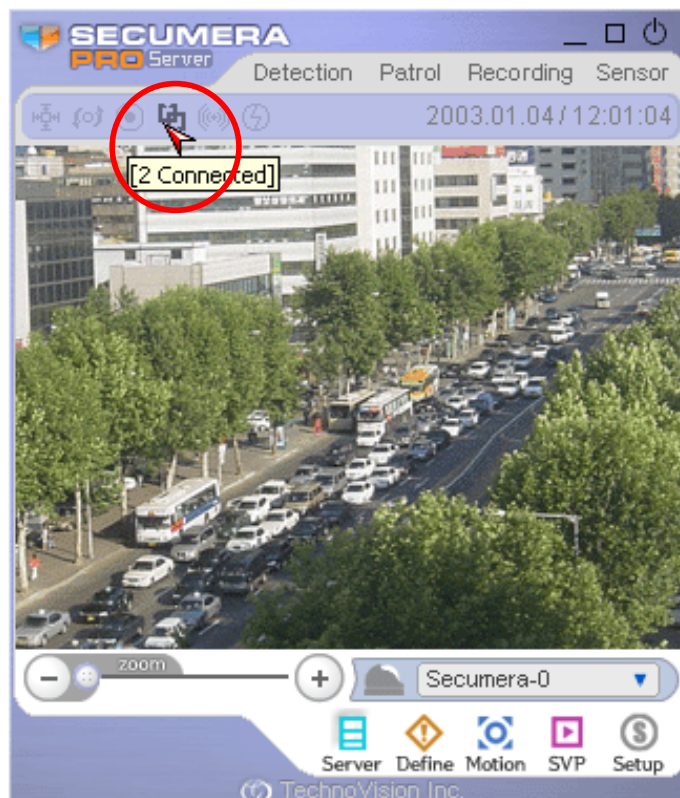 SECUMERA
PRO Server
Detection Patrol Recording Sensor
2003.01.04 / 12:01:04
[2 Connected]
zoom
Secumera-0
Server Define Motion SVP Setup
TechnoVision Inc.